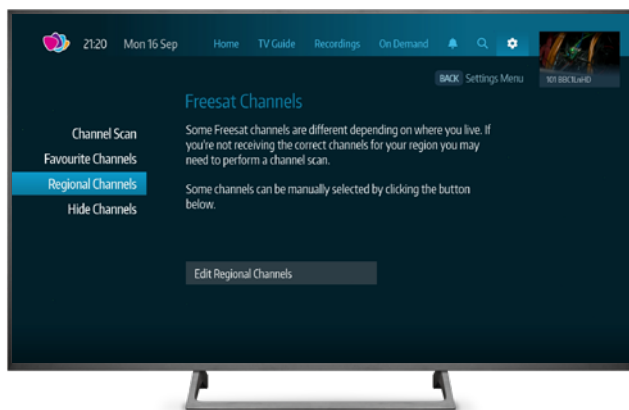 21:20 Mon 16 Sep Home TV Guide Recordings On Demand
BACK Settings Menu
101 BBC1LnHD
Freesat Channels
Channel Scan
Favourite Channels
Regional Channels
Hide Channels
Some Freesat channels are different depending on where you live. If
you're not receiving the correct channels for your region you may
need to perform a channel scan.
Some channels can be manually selected by clicking the button
below.
Edit Regional Channels